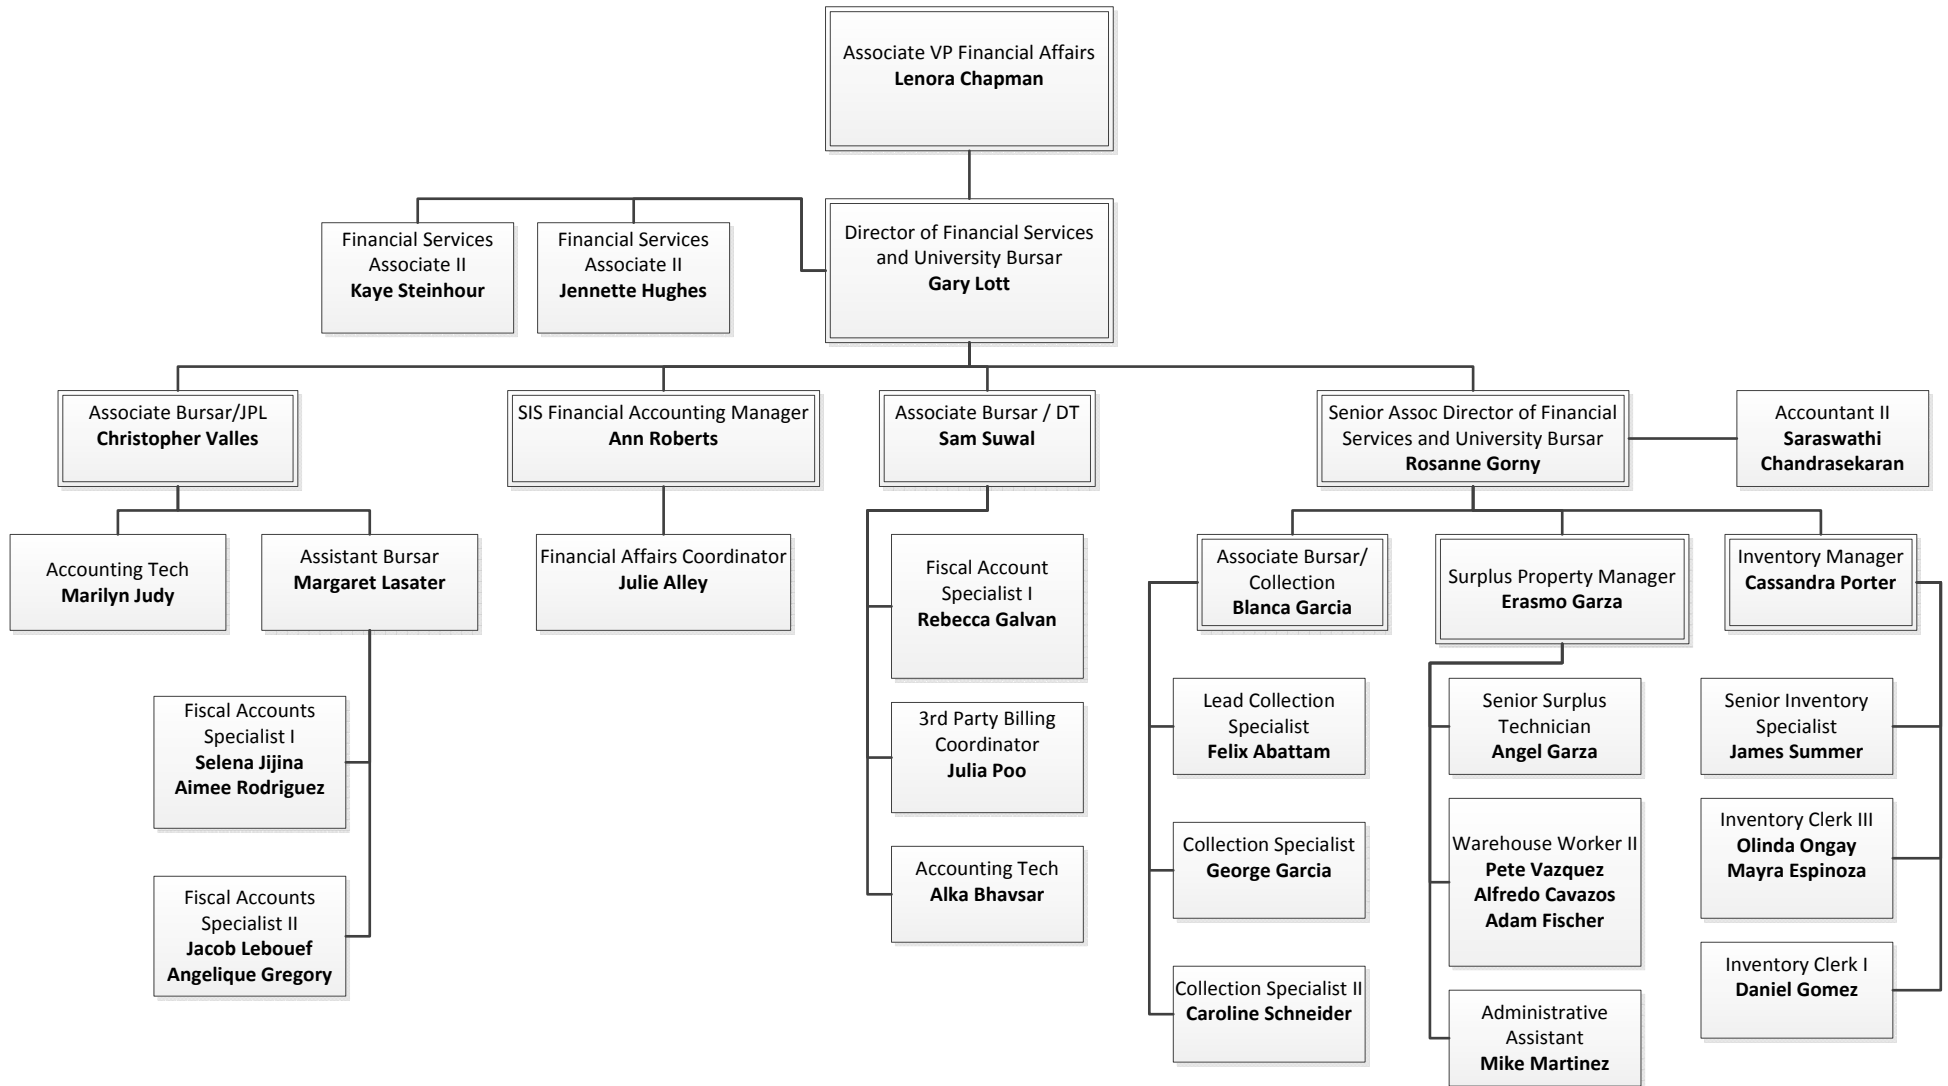 Associate VP Financial Affairs
Lenora Chapman
Financial Services
Associate II
Kaye Steinhour
Financial Services
Associate II
Jennette Hughes
Director of Financial Services
and University Bursar
Gary Lott
Associate Bursar/JPL
Christopher Valles
SIS Financial Accounting Manager
Ann Roberts
Associate Bursar / DT
Sam Suwal
Senior Assoc Director of Financial
Services and University Bursar
Rosanne Gorny
Accountant II
Saraswathi
Chandrasekaran
Accounting Tech
Marilyn Judy
Assistant Bursar
Margaret Lasater
Financial Affairs Coordinator
Julie Alley
Fiscal Account
Specialist I
Rebecca Galvan
Associate Bursar/
Collection
Blanca Garcia
Surplus Property Manager
Erasmo Garza
Inventory Manager
Cassandra Porter
Fiscal Accounts
Specialist I
Selena Jijina
Aimee Rodriguez
3rd Party Billing
Coordinator
Julia Poo
Lead Collection
Specialist
Felix Abattam
Senior Surplus
Technician
Angel Garza
Senior Inventory
Specialist
James Summer
Fiscal Accounts
Specialist II
Jacob Lebouef
Angelique Gregory
Accounting Tech
Alka Bhavsar
Collection Specialist
George Garcia
Warehouse Worker II
Pete Vazquez
Alfredo Cavazos
Adam Fischer
Inventory Clerk III
Olinda Ongay
Mayra Espinoza
Collection Specialist II
Caroline Schneider
Administrative
Assistant
Mike Martinez
Inventory Clerk I
Daniel Gomez